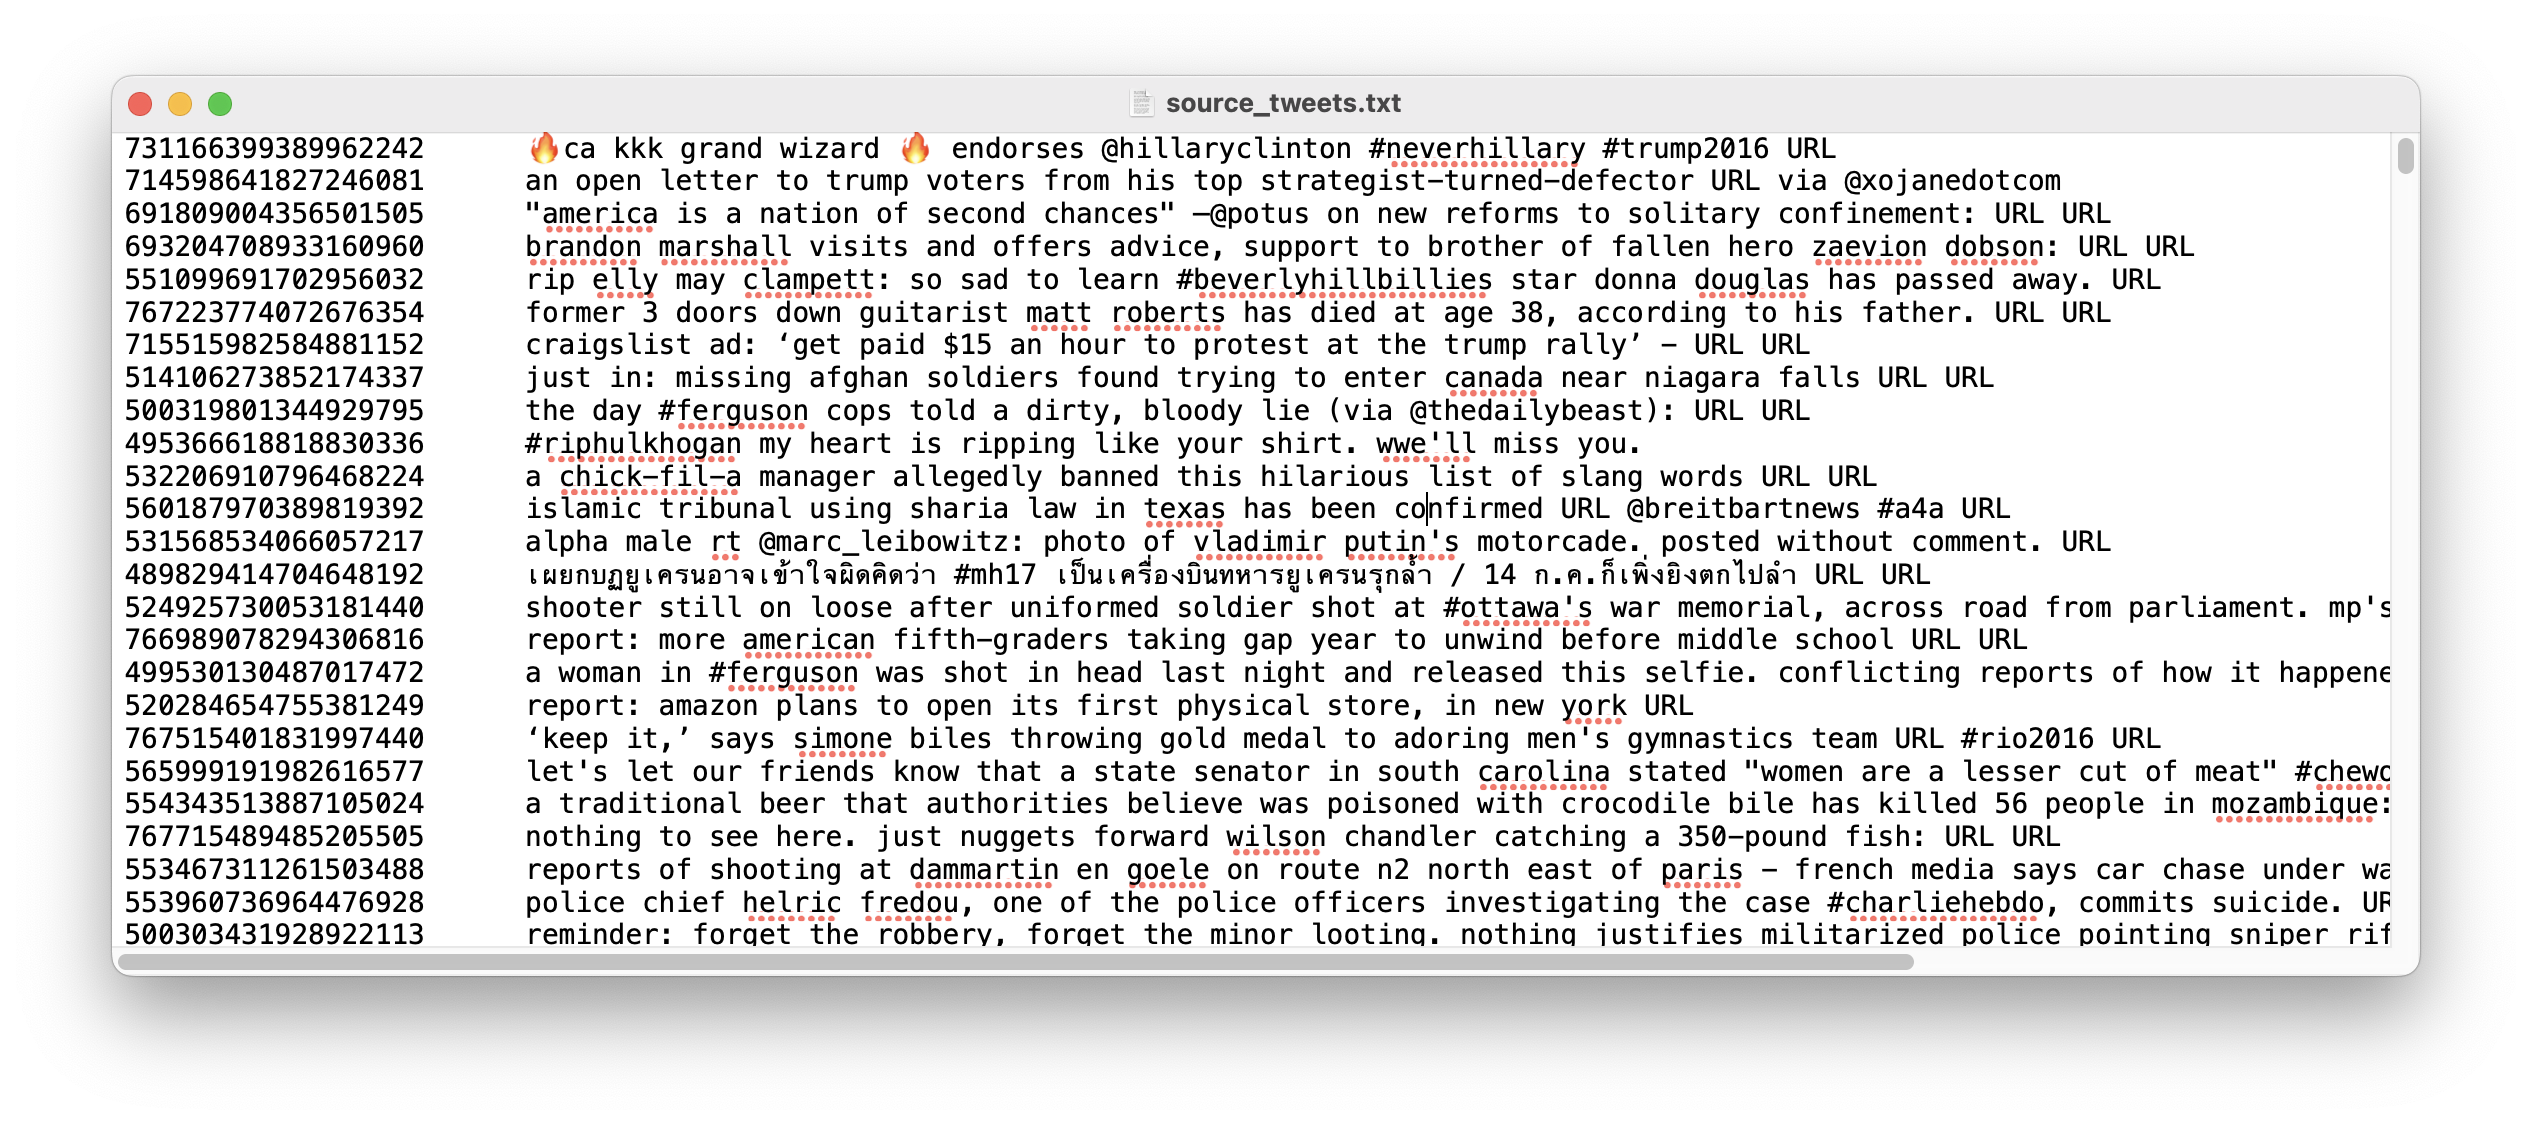 source_tweets.txt
731166399389962242 🔥ca kkk grand wizard 🔥 endorses @hillaryclinton #neverhillary #trump2016 URL
714598641827246081 an open letter to trump voters from his top strategist-turned-defector URL via @xojanedotcom
691809004356501505 "america is a nation of second chances" —@potus on new reforms to solitary confinement: URL URL
693204708933160960 brandon marshall visits and offers advice, support to brother of fallen hero zaevion dobson: URL URL
551099691702956032 rip elly may clampett: so sad to learn #beverlyhillbillies star donna douglas has passed away. URL
767223774072676354 former 3 doors down guitarist matt roberts has died at age 38, according to his father. URL URL
715515982584881152 craigslist ad: ‘get paid $15 an hour to protest at the trump rally’ – URL URL
514106273852174337 just in: missing afghan soldiers found trying to enter canada near niagara falls URL URL
500319801344929795 the day #ferguson cops told a dirty, bloody lie (via @thedailybeast): URL URL
495366618818830336 #riphulkhogan my heart is ripping like your shirt. wwe'll miss you.
532206910796468224 a chick-fil-a manager allegedly banned this hilarious list of slang words URL URL
560187970389819392 islamic tribunal using sharia law in texas has been confirmed URL @breitbartnews #a4a URL
531568534066057217 alpha male rt @marc_leibowitz: photo of vladimir putin's motorcade. posted without comment. URL
489829414704648192 เผยกบฏยูเครนอาจเข้าใจผิดคิดว่า #mh17 เป็นเครื่องบินทหารยูเครนรุกล้ำ / 14 ก.ค.ก็เพิ่งยิงตกไปลำ URL URL
524925730053181440 shooter still on loose after uniformed soldier shot at #ottawa's war memorial, across road from parliament. mp's
766989078294306816 report: more american fifth-graders taking gap year to unwind before middle school URL URL
499530130487017472 a woman in #ferguson was shot in head last night and released this selfie. conflicting reports of how it happene
520284654755381249 report: amazon plans to open its first physical store, in new york URL
767515401831997440 ‘keep it,’ says simone biles throwing gold medal to adoring men's gymnastics team URL #rio2016 URL
565999191982616577 let's let our friends know that a state senator in south carolina stated "women are a lesser cut of meat" #chewc
554343513887105024 a traditional beer that authorities believe was poisoned with crocodile bile has killed 56 people in mozambique:
767715489485205505 nothing to see here. just nuggets forward wilson chandler catching a 350-pound fish: URL URL
553467311261503488 reports of shooting at dammartin en goele on route n2 north east of paris – french media says car chase under wa
553960736964476928 police chief helric fredou, one of the police officers investigating the case #charliehebdo, commits suicide. UR
500303431928922113 reminder: forget the robbery, forget the minor looting. nothing justifies militarized police pointing sniper rif